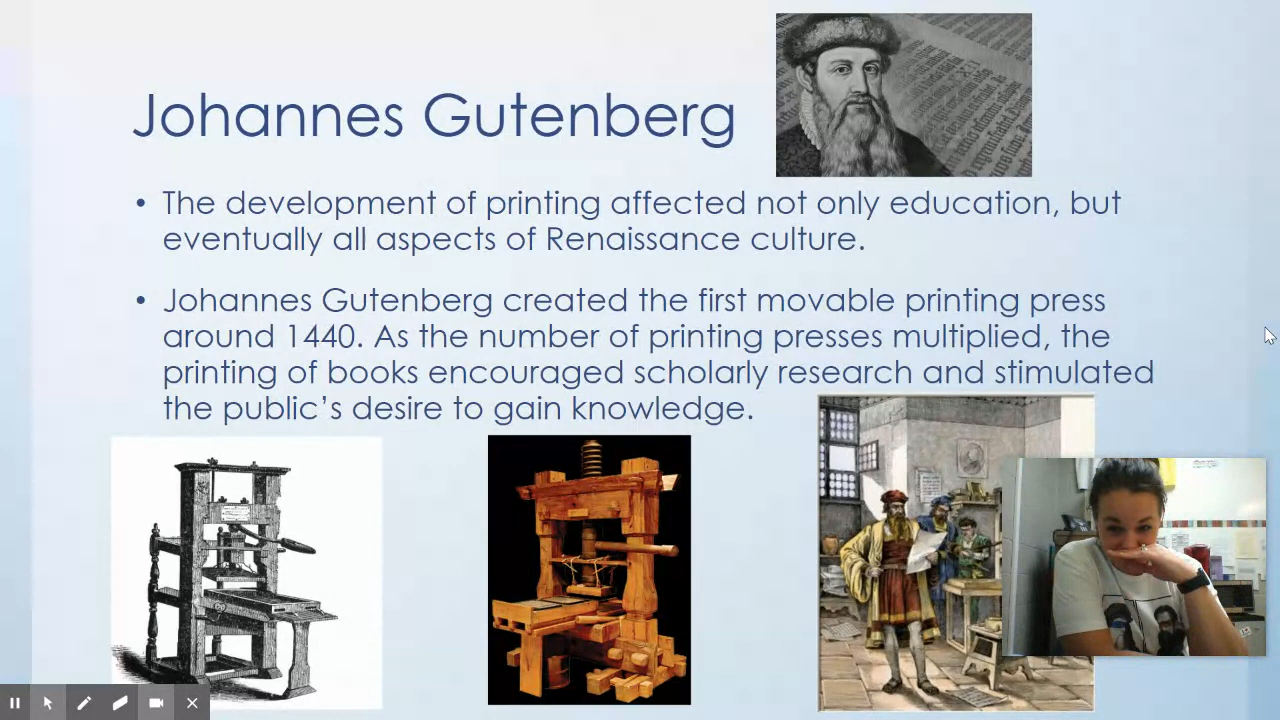 Johannes Gutenberg
• The development of printing affected not only education, but
eventually all aspects of Renaissance culture.
• Johannes Gutenberg created the first movable printing press
around 1440. As the number of printing presses multiplied, the
printing of books encouraged scholarly research and stimulated
the public’s desire to gain knowledge.